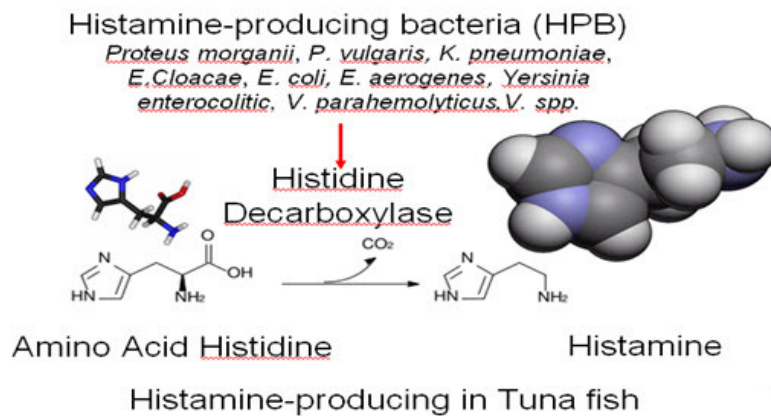 Histamine-producing bacteria (HPB)
Proteus morganii, P. vulgaris, K. pneumoniae,
E.Cloacae, E. coli, E. aerogenes, Yersinia
enterocolitic, V. parahemolyticus,V. spp.
Histidine
Decarboxylase
CO2
N
HN
O
OH
NH2
N
HN
NH2
Amino Acid Histidine
Histamine
Histamine-producing in Tuna fish